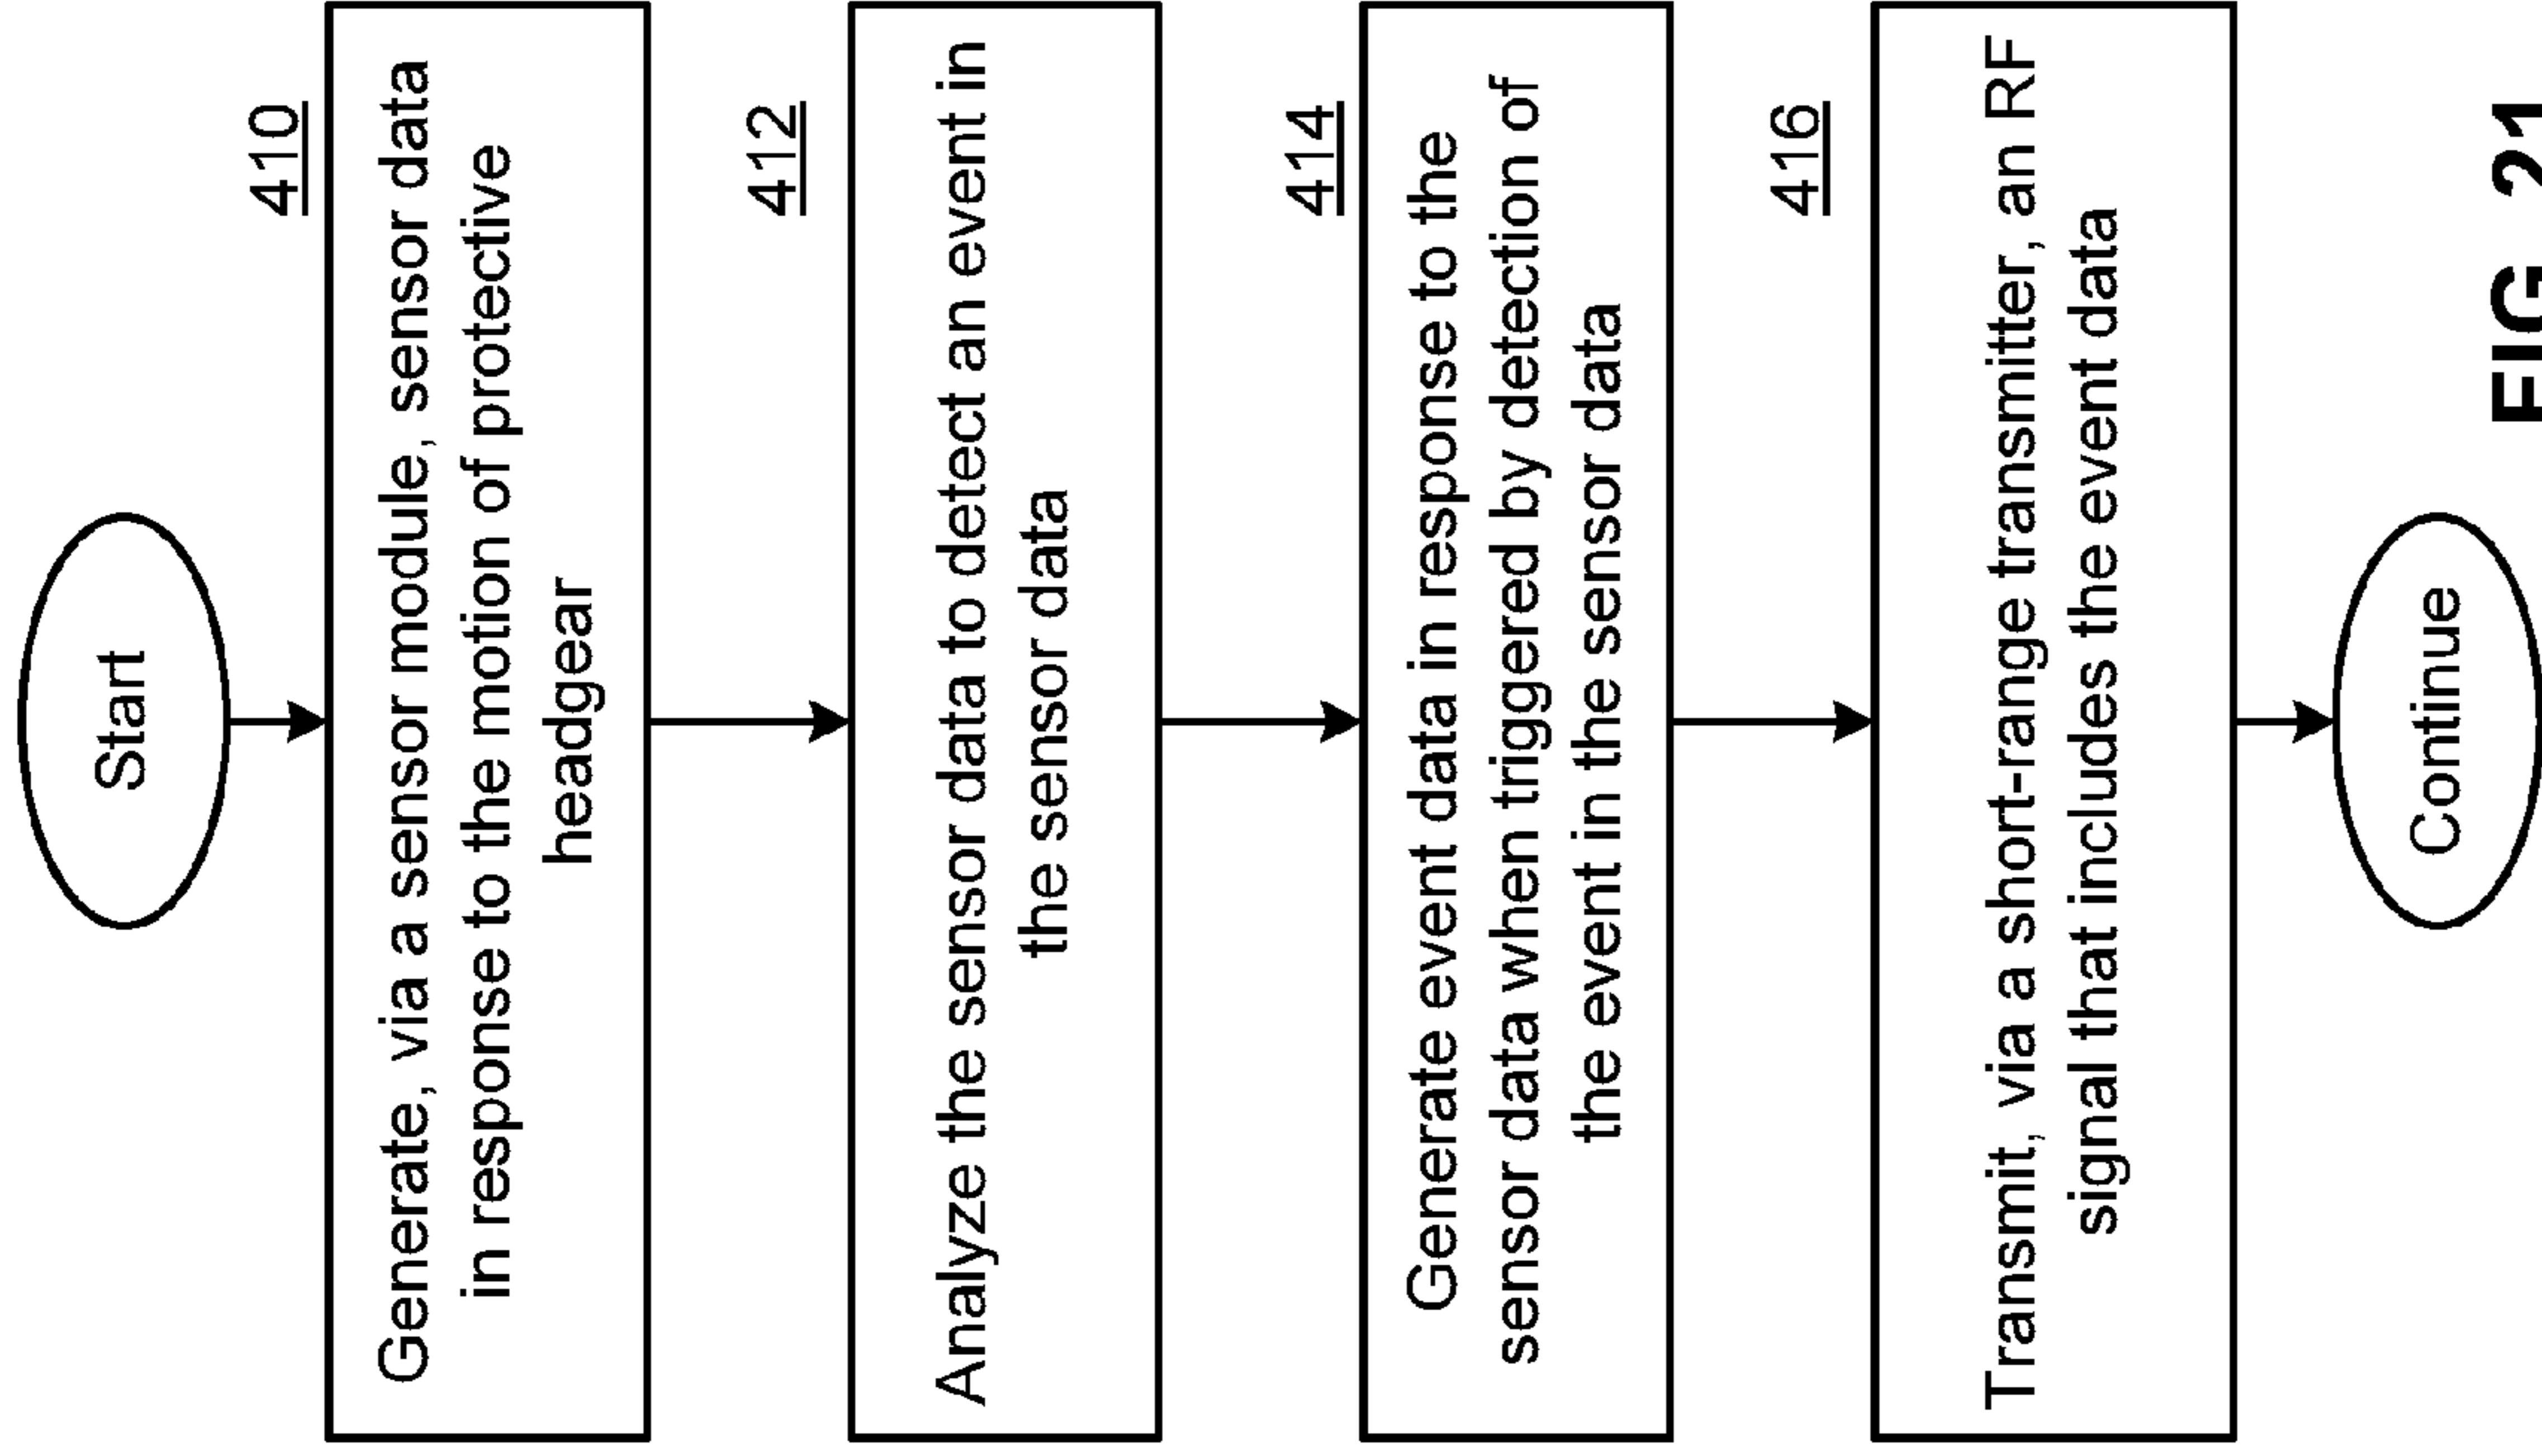 Start
410
Generate, via a sensor module, sensor data
in response to the motion of protective
headgear
412
Analyze the sensor data to detect an event in
the sensor data
414
Generate event data in response to the
sensor data when triggered by detection of
the event in the sensor data
416
Transmit, via a short-range transmitter, an RF
signal that includes the event data
Continue
FIG. 21